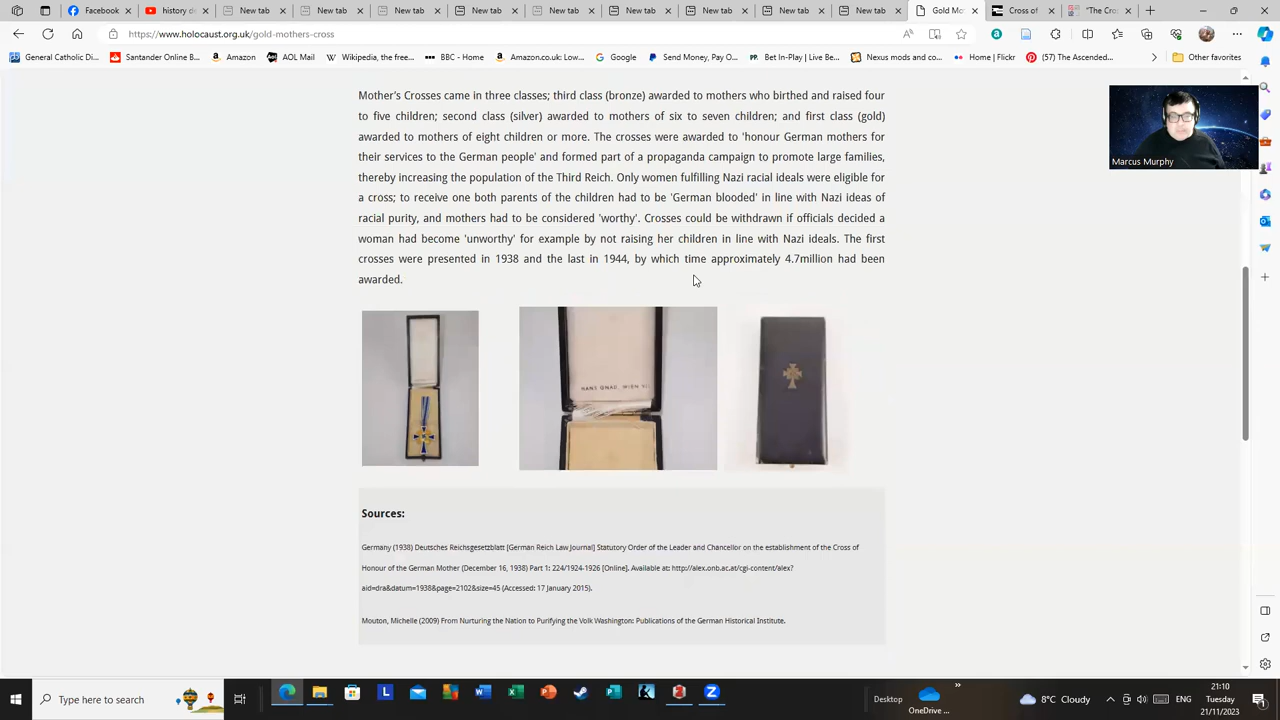 Facebook
history de
New tab
New tab
New tab
New tab
New tab
New tab
New tab
New tab
New tab
Gold Mo
Cross of
"The Cros
https://www.holocaust.org.uk/gold-mothers-cross
General Catholic Di...
Santander Online B...
Amazon
AOL Mail
Wikipedia, the free...
BBC - Home
Amazon.co.uk: Low...
Google
Send Money, Pay O...
Bet In-Play | Live Be...
Nexus mods and co...
Home | Flickr
(57) The Ascended...
Other favorites
Mother's Crosses came in three classes; third class (bronze) awarded to mothers who birthed and raised four
to five children; second class (silver) awarded to mothers of six to seven children; and first class (gold)
awarded to mothers of eight children or more. The crosses were awarded to 'honour German mothers for
their services to the German people' and formed part of a propaganda campaign to promote large families,
thereby increasing the population of the Third Reich. Only women fulfilling Nazi racial ideals were eligible for
a cross; to receive one both parents of the children had to be 'German blooded' in line with Nazi ideas of
racial purity, and mothers had to be considered 'worthy'. Crosses could be withdrawn if officials decided a
woman had become 'unworthy' for example by not raising her children in line with Nazi ideals. The first
crosses were presented in 1938 and the last in 1944, by which time approximately 4.7million had been
awarded.
Marcus Murphy
HANS GNAD, WIEN
Sources:
Germany (1938) Deutsches Reichsgesetzblatt [German Reich Law Journal] Statutory Order of the Leader and Chancellor on the establishment of the Cross of
Honour of the German Mother (December 16, 1938) Part 1: 224/1924-1926 [Online]. Available at: http://alex.onb.ac.at/cgi-content/alex?
aid=dra&datum=1938&page=2102&size=45 (Accessed: 17 January 2015).
Mouton, Michelle (2009) From Nurturing the Nation to Purifying the Volk Washington: Publications of the German Historical Institute.
Type here to search
Desktop
OneDrive ...
8°C Cloudy
ENG
21:10
Tuesday
21/11/2023